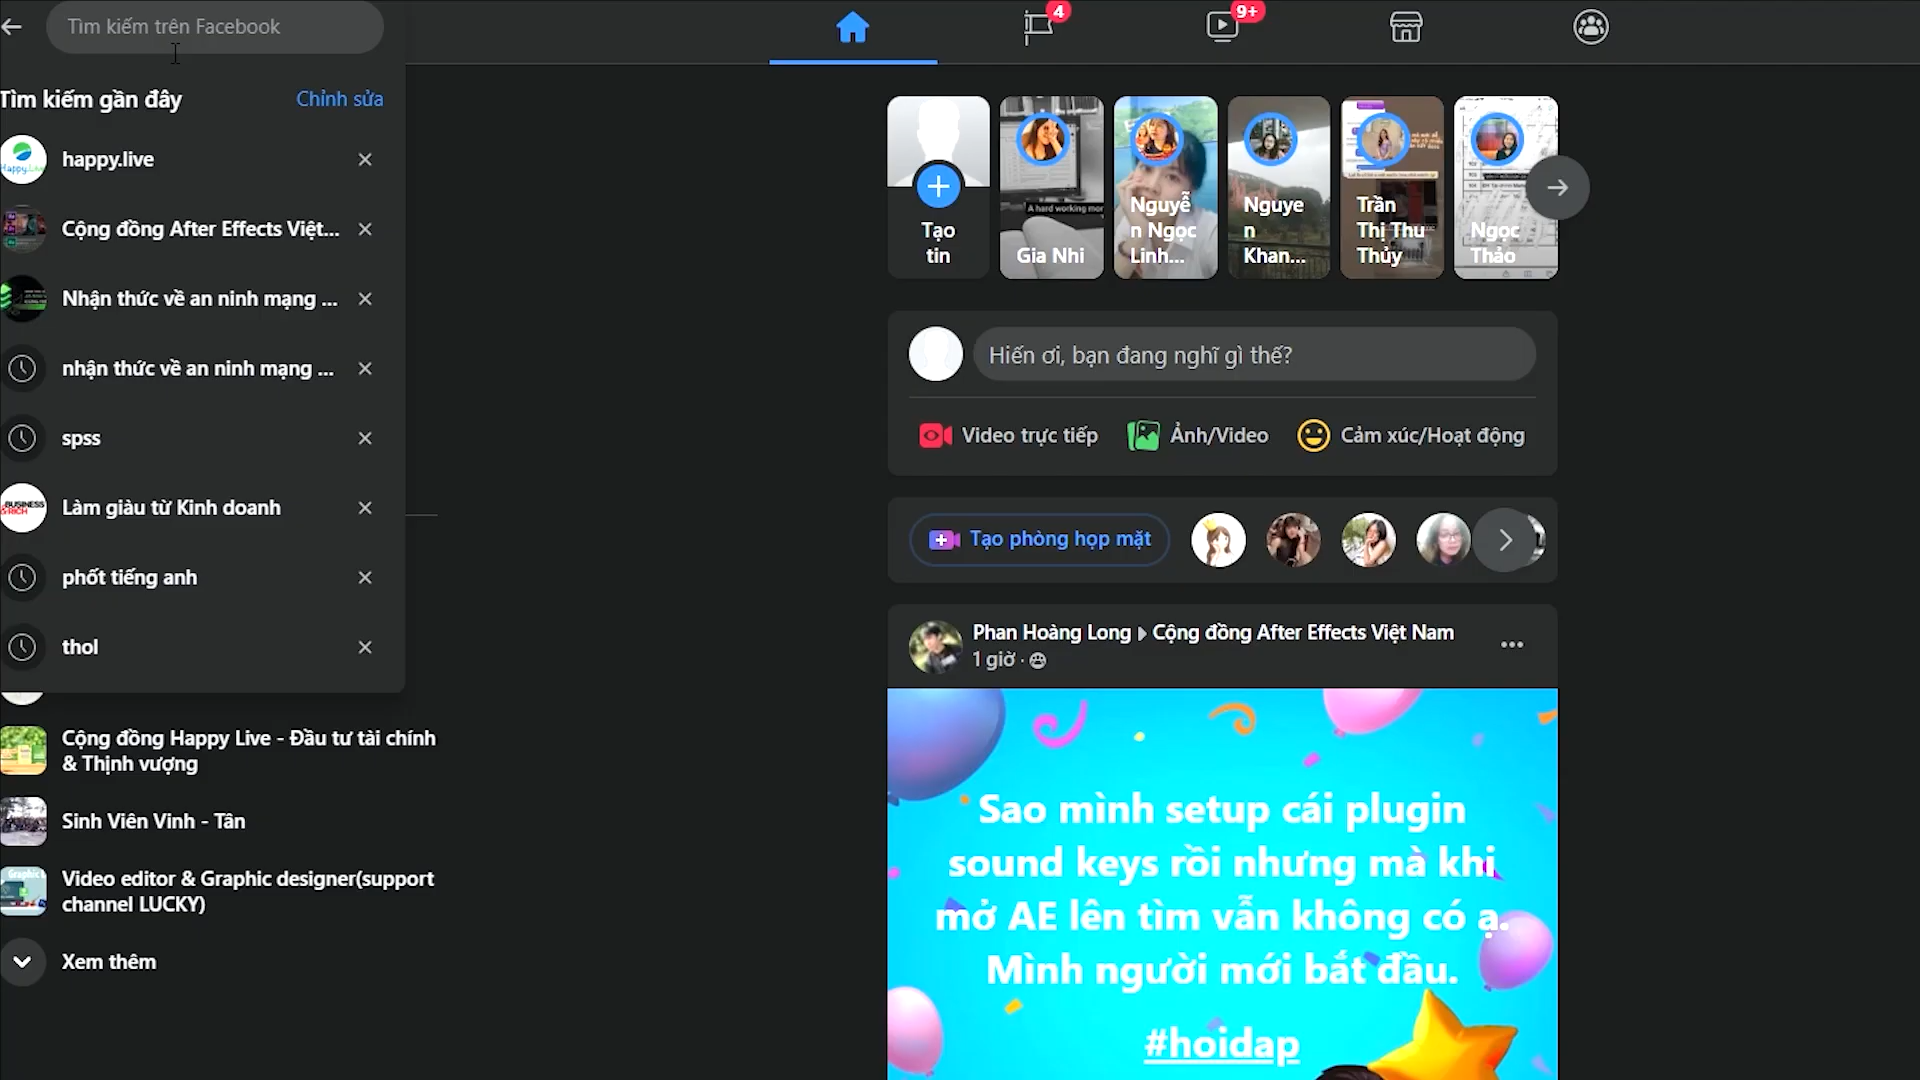 Tìm kiếm trên Facebook
4
9+
Tìm kiếm gần đây
Chỉnh sửa
happy.live
Cộng đồng After Effects Việt...
Nhận thức về an ninh mạng ...
nhận thức về an ninh mạng ...
spss
BUSINESS
Làm giàu từ Kinh doanh
phốt tiếng anh
thol
Cộng đồng Happy Live - Đầu tư tài chính
& Thịnh vượng
Sinh Viên Vinh - Tân
Video editor & Graphic designer(support
channel LUCKY)
Xem thêm
Tạo
tin
A hard working mor
Gia Nhi
Nguyễ
n Ngọc
Linh...
Nguye
n
Khan...
Trần
Thị Thu
Thủy
Ngọc
Thảo
Hiến ơi, bạn đang nghĩ gì thế?
Video trực tiếp
Ảnh/Video
Cảm xúc/Hoạt động
Tạo phòng họp mặt
Phan Hoàng Long
Cộng đồng After Effects Việt Nam
1 giờ ·
Sao mình setup cái plugin
sound keys rồi nhưng mà khi
mở AE lên tìm vẫn không có ạ.
Mình người mới bắt đầu.
#hoidap